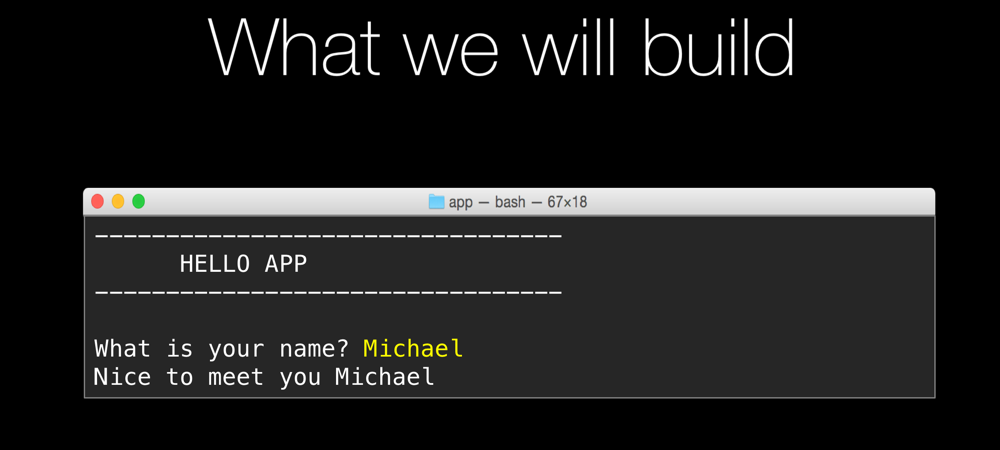 What we will build
app — bash — 67×18
---------------------------------
HELLO APP
---------------------------------
What is your name? Michael
Nice to meet you Michael